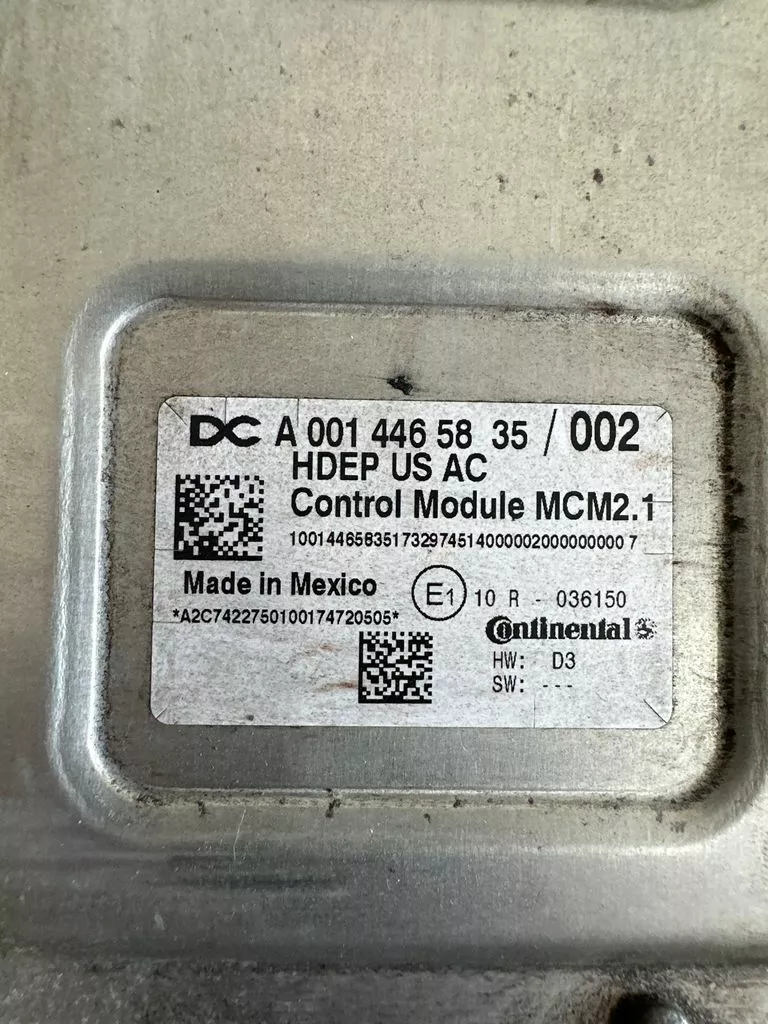 DC A 001 446 58 35 / 002
HDEP US AC
Control Module MCM2.1
10014465835173297451400000200000000007
Made in Mexico
E1 10 R - 036150
*A2C7422750100174720505*
Continental
HW: D3
SW: ---